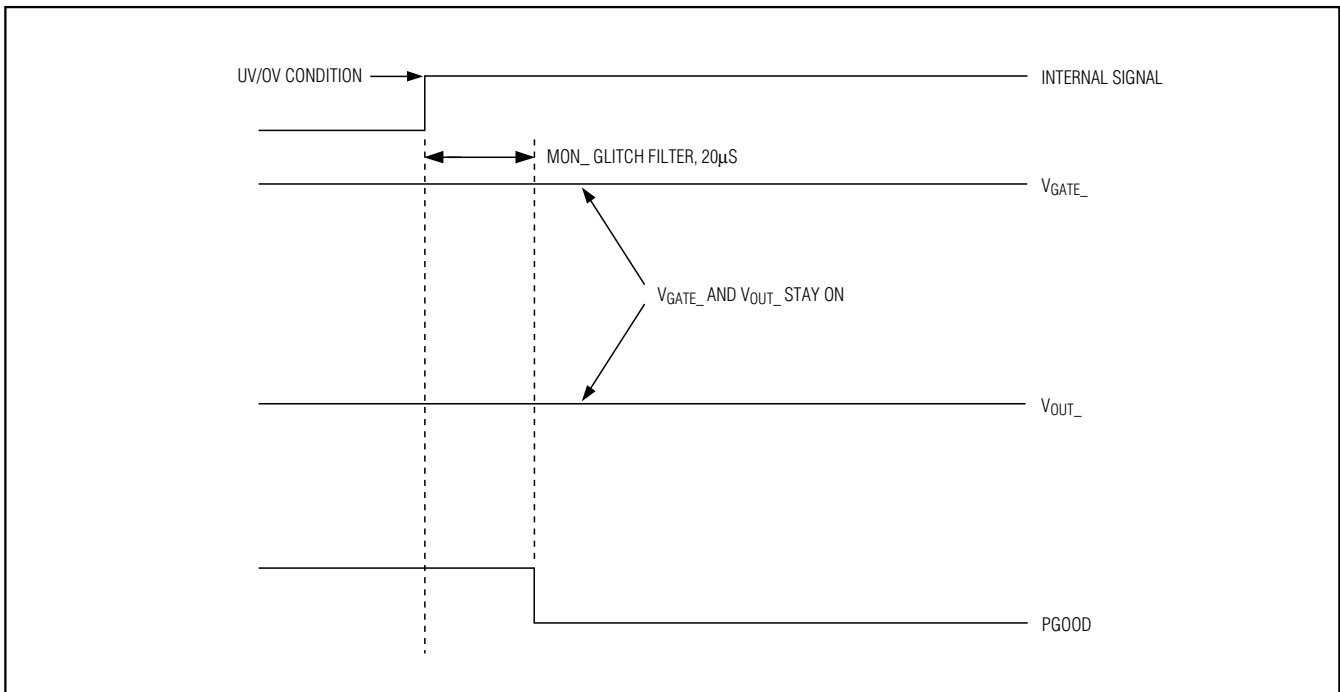 UV/OV CONDITION
INTERNAL SIGNAL
MON_ GLITCH FILTER, 20μS
VGATE_
VGATE_ AND VOUT_ STAY ON
VOUT_
PGOOD